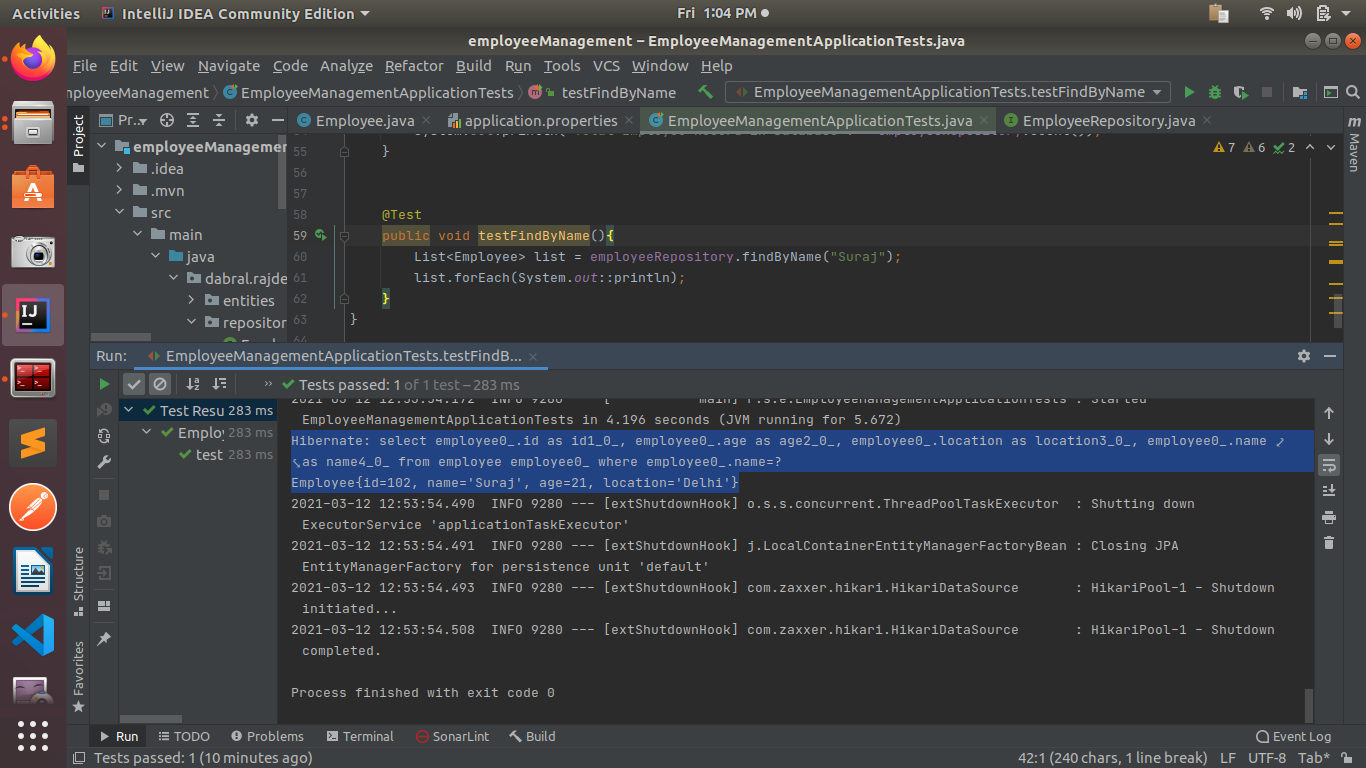 Activities
IntelliJ IDEA Community Edition
Fri 1:04 PM
employeeManagement – EmployeeManagementApplicationTests.java
File Edit View Navigate Code Analyze Refactor Build Run Tools VCS Window Help
mployeeManagement
EmployeeManagementApplicationTests
testFindByName
EmployeeManagementApplicationTests.testFindByName
Project
Pr...
Employee.java
application.properties
EmployeeManagementApplicationTests.java
EmployeeRepository.java
Maven
employeeManagemer
.idea
.mvn
src
main
java
dabral.rajde
entities
repositor
7 6 2
55 }
56
57
58 @Test
59 public void testFindByName(){
60 List<Employee> list = employeeRepository.findByName("Suraj");
61 list.forEach(System.out::println);
62 }
63 }
Run:
EmployeeManagementApplicationTests.testFindB...
Tests passed: 1 of 1 test – 283 ms
Test Resu 283 ms
Employ 283 ms
test 283 ms
EmployeeManagementApplicationTests in 4.196 seconds (JVM running for 5.672)
Hibernate: select employee0_.id as id1_0_, employee0_.age as age2_0_, employee0_.location as location3_0_, employee0_.name
as name4_0_ from employee employee0_ where employee0_.name=?
Employee{id=102, name='Suraj', age=21, location='Delhi'}
2021-03-12 12:53:54.490 INFO 9280 --- [extShutdownHook] o.s.s.concurrent.ThreadPoolTaskExecutor : Shutting down
ExecutorService 'applicationTaskExecutor'
2021-03-12 12:53:54.491 INFO 9280 --- [extShutdownHook] j.LocalContainerEntityManagerFactoryBean : Closing JPA
EntityManagerFactory for persistence unit 'default'
2021-03-12 12:53:54.493 INFO 9280 --- [extShutdownHook] com.zaxxer.hikari.HikariDataSource : HikariPool-1 - Shutdown
initiated...
2021-03-12 12:53:54.508 INFO 9280 --- [extShutdownHook] com.zaxxer.hikari.HikariDataSource : HikariPool-1 - Shutdown
completed.
Process finished with exit code 0
Structure
Favorites
Run
TODO
Problems
Terminal
SonarLint
Build
Event Log
Tests passed: 1 (10 minutes ago)
42:1 (240 chars, 1 line break) LF UTF-8 Tab*